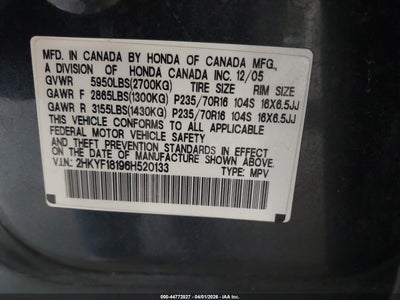 MFD. IN CANADA BY HONDA OF CANADA MFG.,
A DIVISION OF HONDA CANADA INC. 12/05
GVWR 5950LBS(2700KG) TIRE SIZE RIM SIZE
GAWR F 2865LBS(1300KG) P235/70R16 104S 16X6.5JJ
GAWR R 3155LBS(1430KG) P235/70R16 104S 16X6.5JJ
THIS VEHICLE CONFORMS TO ALL APPLICABLE
FEDERAL MOTOR VEHICLE SAFETY AND
THEFT PREVENTION STANDARDS IN EFFECT ON
THE DATE OF MANUFACTURE SHOWN ABOVE.
V.I.N.: 2HKYF18196H520133
TYPE: MPV
000-44772027 - 04/01/2026 - IAA Inc.